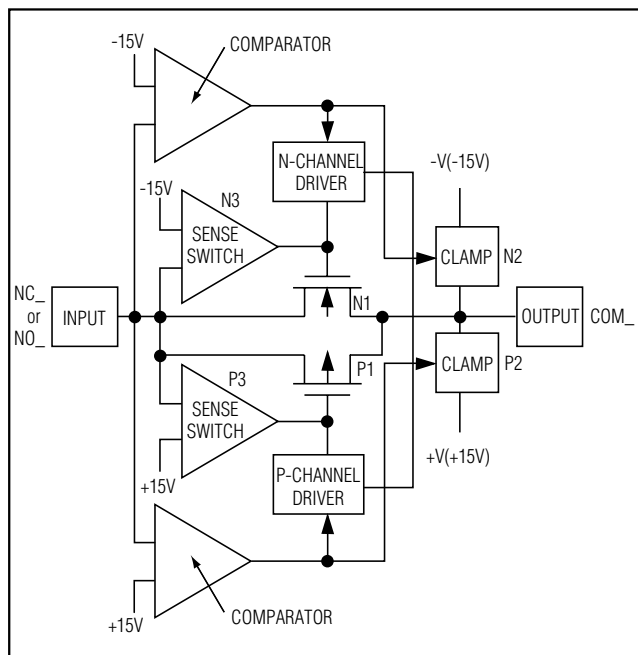 -15V
COMPARATOR
N-CHANNEL
DRIVER
-V(-15V)
-15V
N3
SENSE
SWITCH
CLAMP
N2
NC_
or
NO_
INPUT
N1
OUTPUT
COM_
P1
CLAMP
P2
P3
SENSE
SWITCH
+15V
P-CHANNEL
DRIVER
+V(+15V)
+15V
COMPARATOR